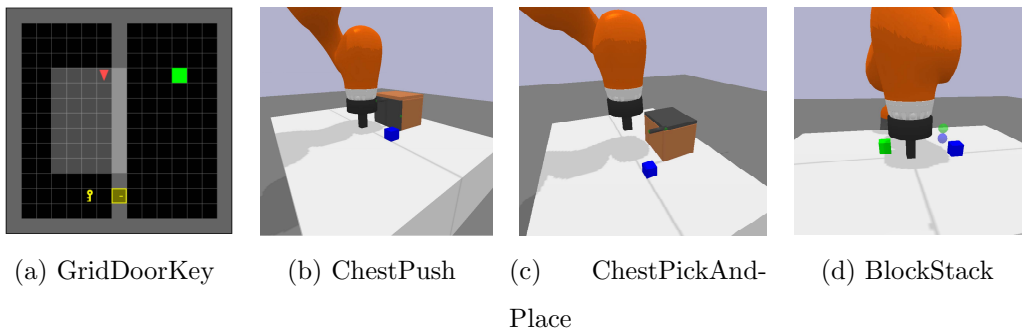 (a) GridDoorKey
(b) ChestPush
(c) ChestPickAnd-
Place
(d) BlockStack